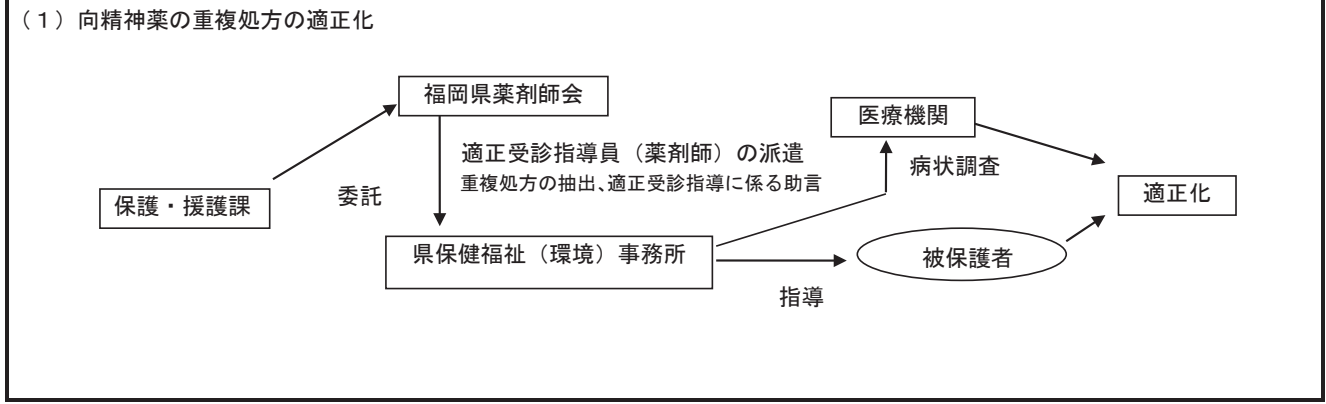 （１）向精神薬の重複処方の適正化
福岡県薬剤師会
医療機関
適正受診指導員（薬剤師）の派遣
重複処方の抽出、適正受診指導に係る助言
病状調査
委託
保護・援護課
適正化
県保健福祉（環境）事務所
被保護者
指導